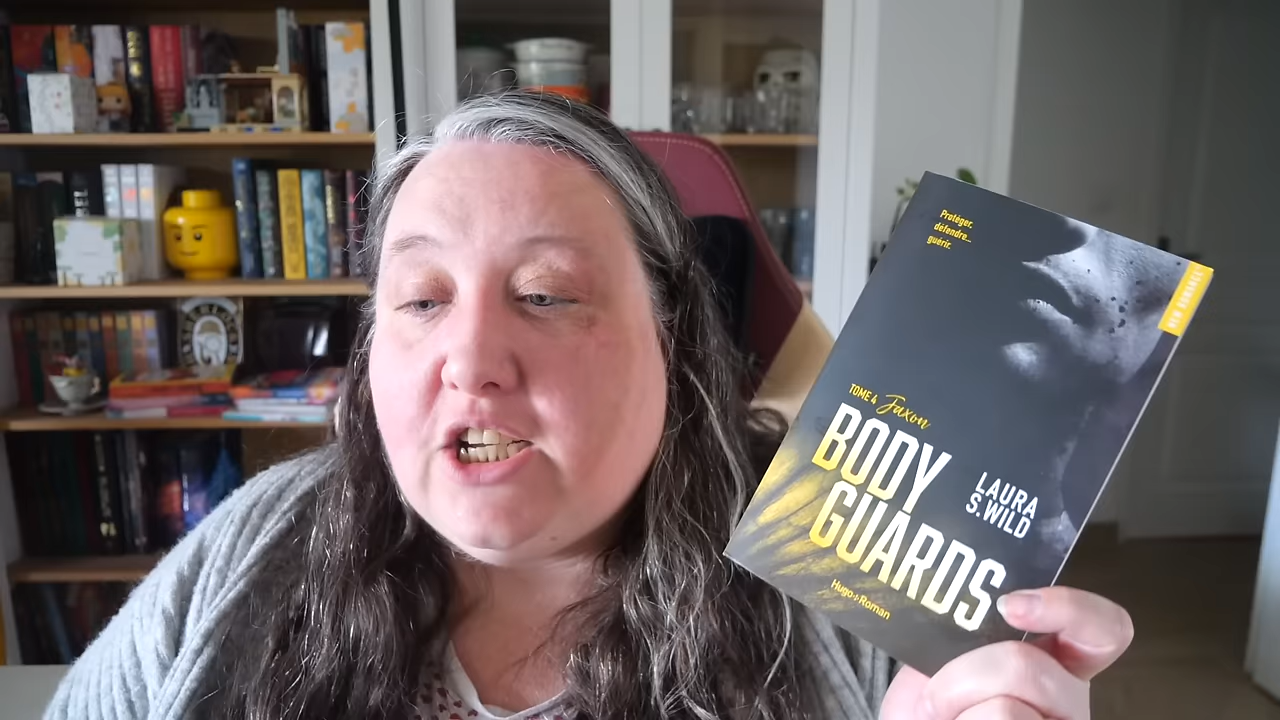 Protéger,
défendre...
guérir.
NEW ROMANCE
TOME 4 Jaxon
BODY
GUARDS
LAURA
S.WILD
Hugo Roman